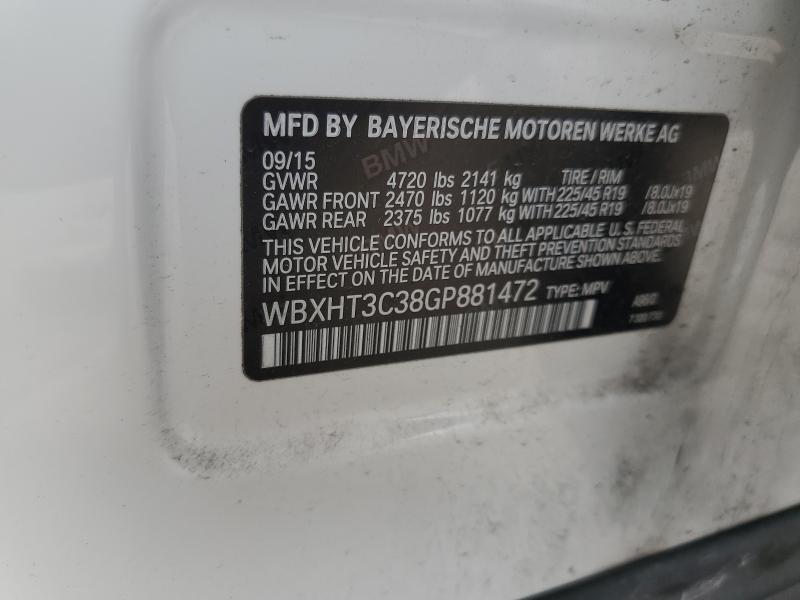 MFD BY BAYERISCHE MOTOREN WERKE AG
09/15
GVWR 4720 lbs 2141 kg TIRE / RIM
GAWR FRONT 2470 lbs 1120 kg WITH 225/45 R19 /8.0Jx19
GAWR REAR 2375 lbs 1077 kg WITH 225/45 R19 /8.0Jx19
THIS VEHICLE CONFORMS TO ALL APPLICABLE U. S. FEDERAL
MOTOR VEHICLE SAFETY AND THEFT PREVENTION STANDARDS
IN EFFECT ON THE DATE OF MANUFACTURE SHOWN ABOVE.
WBXHT3C38GP881472 TYPE: MPV